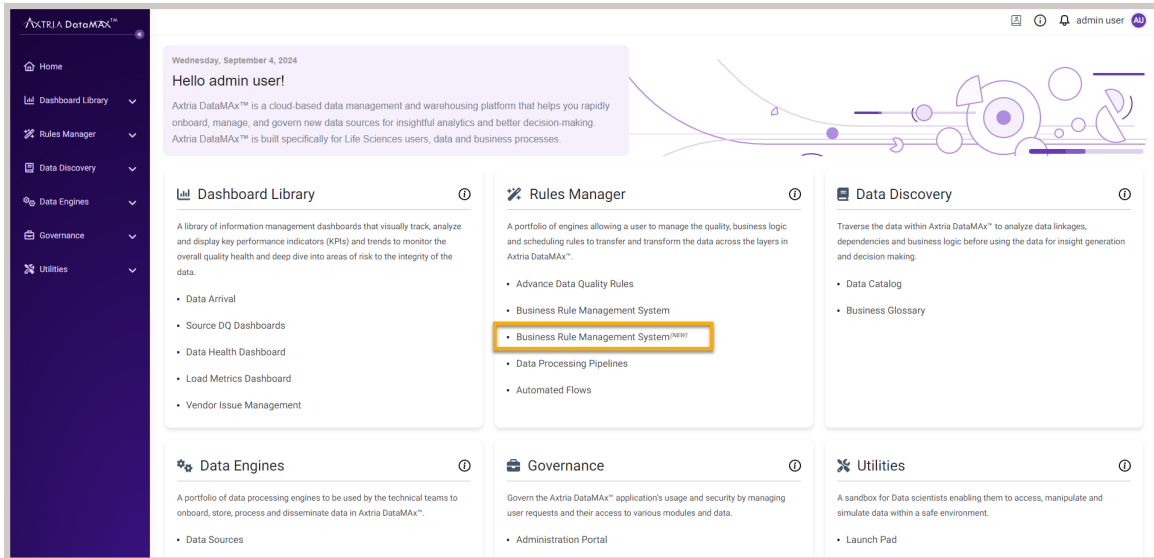 AXTRIA DataMAx™
admin user AU
Home
Dashboard Library
Rules Manager
Data Discovery
Data Engines
Governance
Utilities
Wednesday, September 4, 2024
Hello admin user!
Axtria DataMAx™ is a cloud-based data management and warehousing platform that helps you rapidly
onboard, manage, and govern new data sources for insightful analytics and better decision-making.
Axtria DataMAx™ is built specifically for Life Sciences users, data and business processes.
Dashboard Library
A library of information management dashboards that visually track, analyze
and display key performance indicators (KPIs) and trends to monitor the
overall quality health and deep dive into areas of risk to the integrity of the
data.
• Data Arrival
• Source DQ Dashboards
• Data Health Dashboard
• Load Metrics Dashboard
• Vendor Issue Management
Rules Manager
A portfolio of engines allowing a user to manage the quality, business logic
and scheduling rules to transfer and transform the data across the layers in
Axtria DataMAx™.
• Advance Data Quality Rules
• Business Rule Management System
• Business Rule Management System(NEW)
• Data Processing Pipelines
• Automated Flows
Data Discovery
Traverse the data within Axtria DataMAx™ to analyze data linkages,
dependencies and business logic before using the data for insight generation
and decision making.
• Data Catalog
• Business Glossary
Data Engines
A portfolio of data processing engines to be used by the technical teams to
onboard, store, process and disseminate data in Axtria DataMAx™.
• Data Sources
Governance
Govern the Axtria DataMAx™ application's usage and security by managing
user requests and their access to various modules and data.
• Administration Portal
Utilities
A sandbox for Data scientists enabling them to access, manipulate and
simulate data within a safe environment.
• Launch Pad